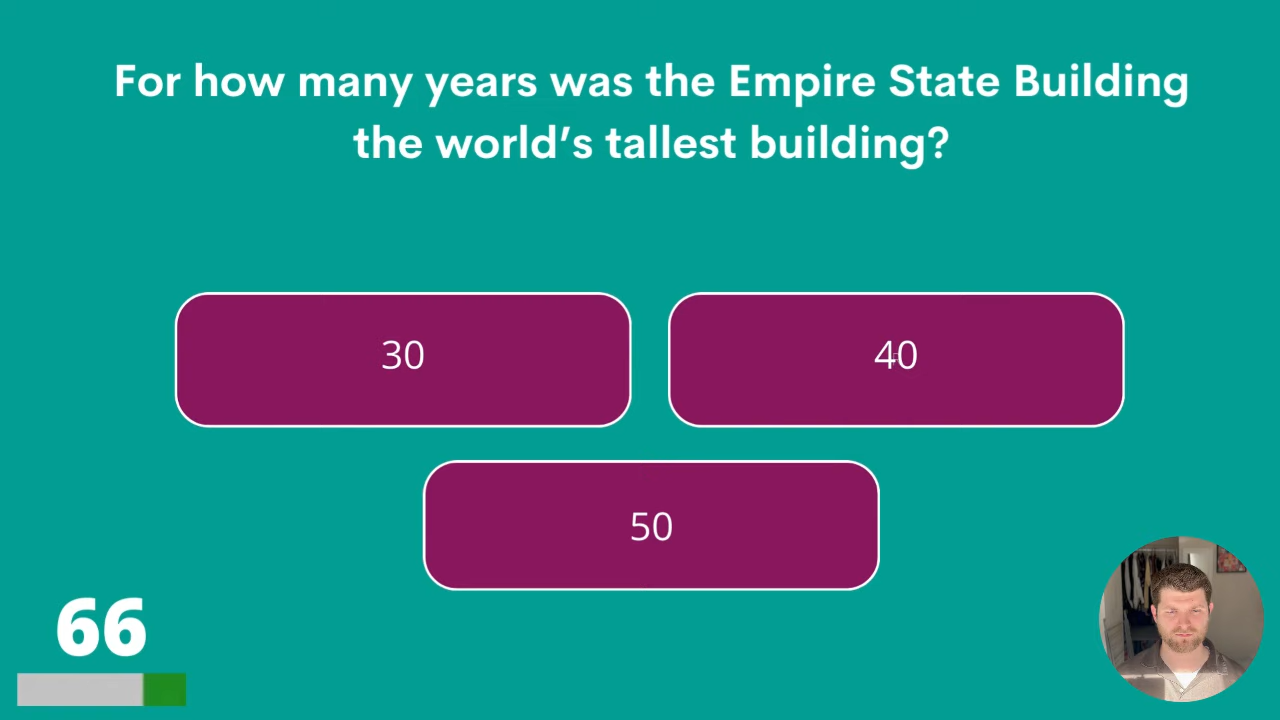 For how many years was the Empire State Building
the world’s tallest building?
30
40
50
66